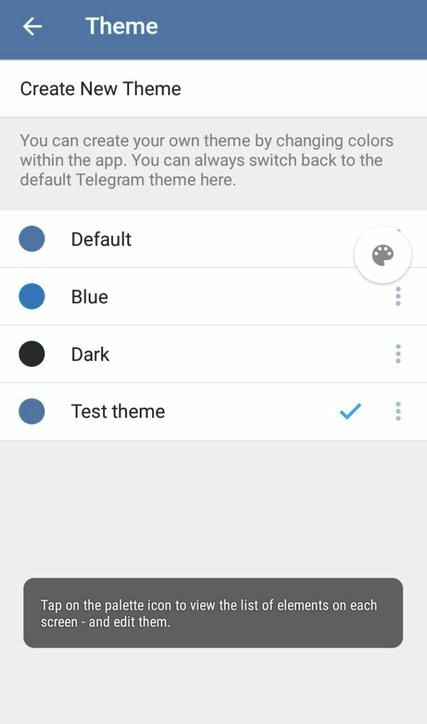 Theme
Create New Theme
You can create your own theme by changing colors
within the app. You can always switch back to the
default Telegram theme here.
Default
Blue
Dark
Test theme
Tap on the palette icon to view the list of elements on each
screen - and edit them.